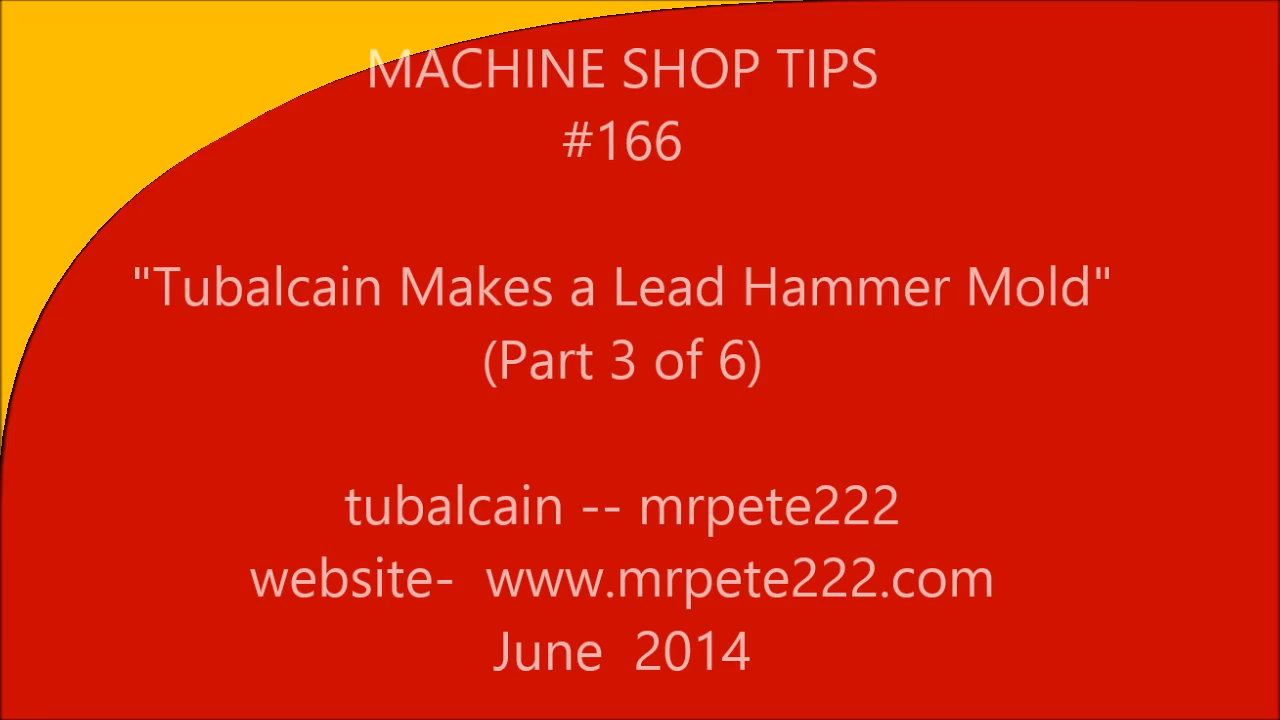 MACHINE SHOP TIPS
#166
"Tubalcain Makes a Lead Hammer Mold"
(Part 3 of 6)
tubalcain -- mrpete222
website-  www.mrpete222.com
June  2014